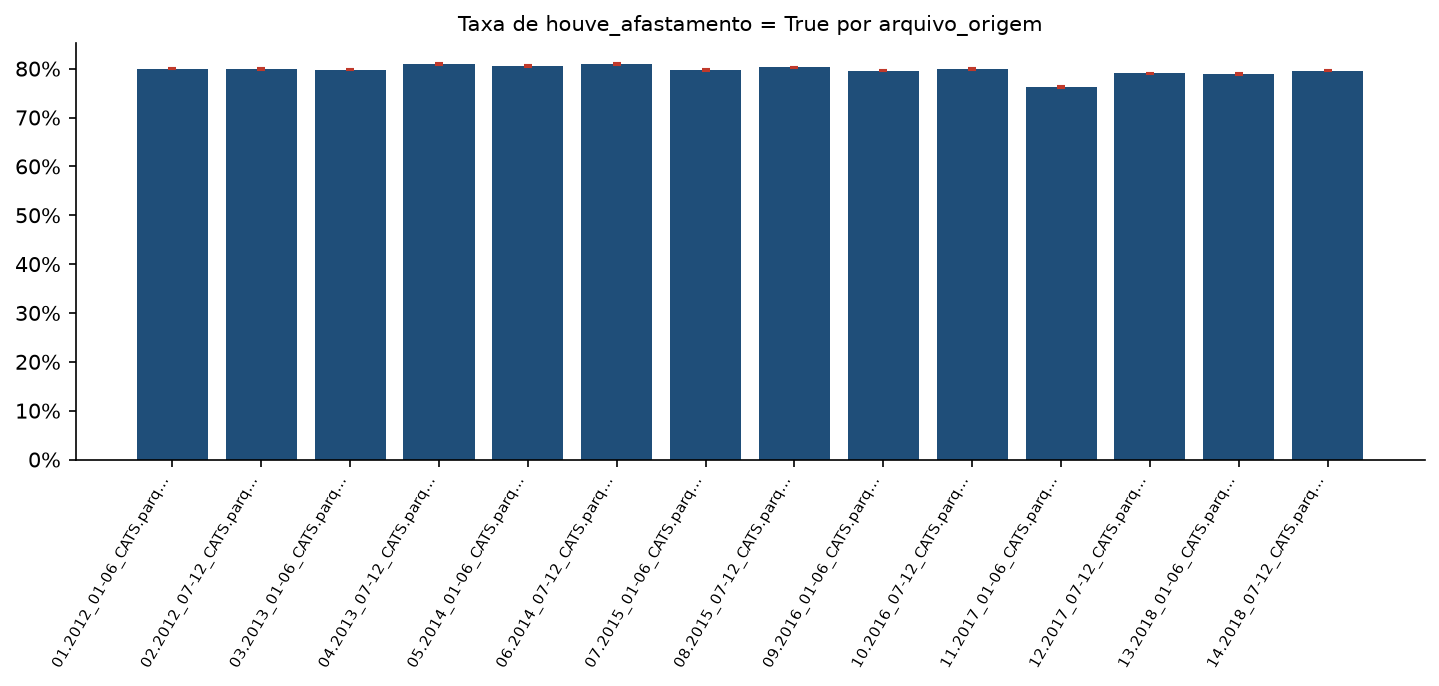 Taxa de houve_afastamento = True por arquivo_origem
80%
70%
60%
50%
40%
30%
20%
10%
0%
01.2012_01-06_CATS.parq...
02.2012_07-12_CATS.parq...
03.2013_01-06_CATS.parq...
04.2013_07-12_CATS.parq...
05.2014_01-06_CATS.parq...
06.2014_07-12_CATS.parq...
07.2015_01-06_CATS.parq...
08.2015_07-12_CATS.parq...
09.2016_01-06_CATS.parq...
10.2016_07-12_CATS.parq...
11.2017_01-06_CATS.parq...
12.2017_07-12_CATS.parq...
13.2018_01-06_CATS.parq...
14.2018_07-12_CATS.parq...